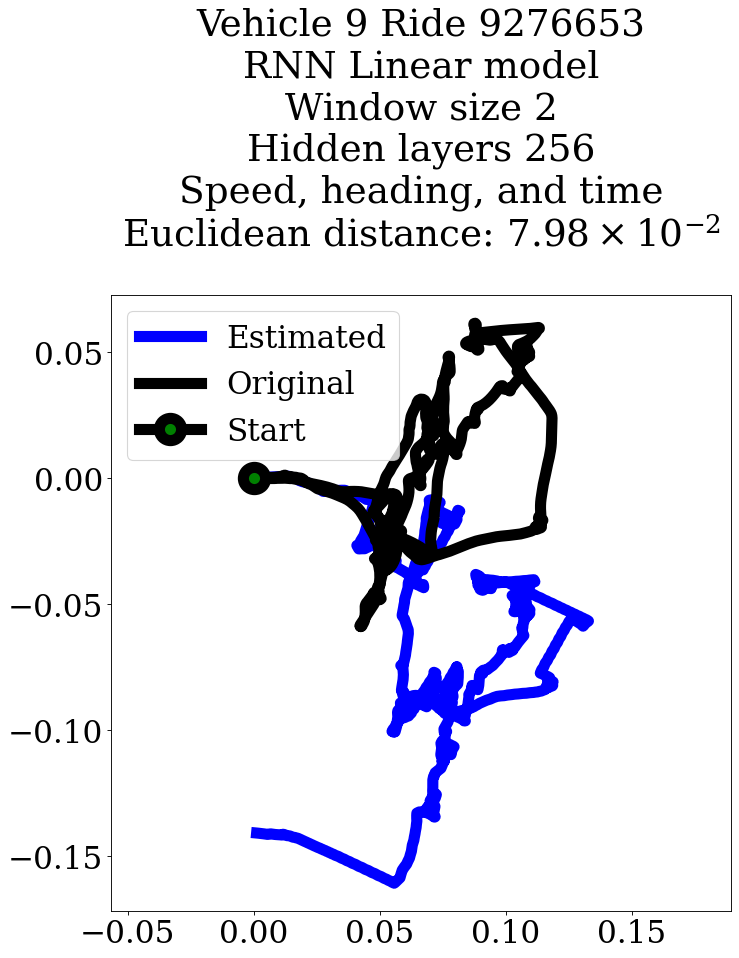 Vehicle 9 Ride 9276653
RNN Linear model
Window size 2
Hidden layers 256
Speed, heading, and time
Euclidean distance: 7.98 × 10⁻²
Estimated
Original
Start
0.05
0.00
−0.05
−0.10
−0.15
−0.05 0.00 0.05 0.10 0.15